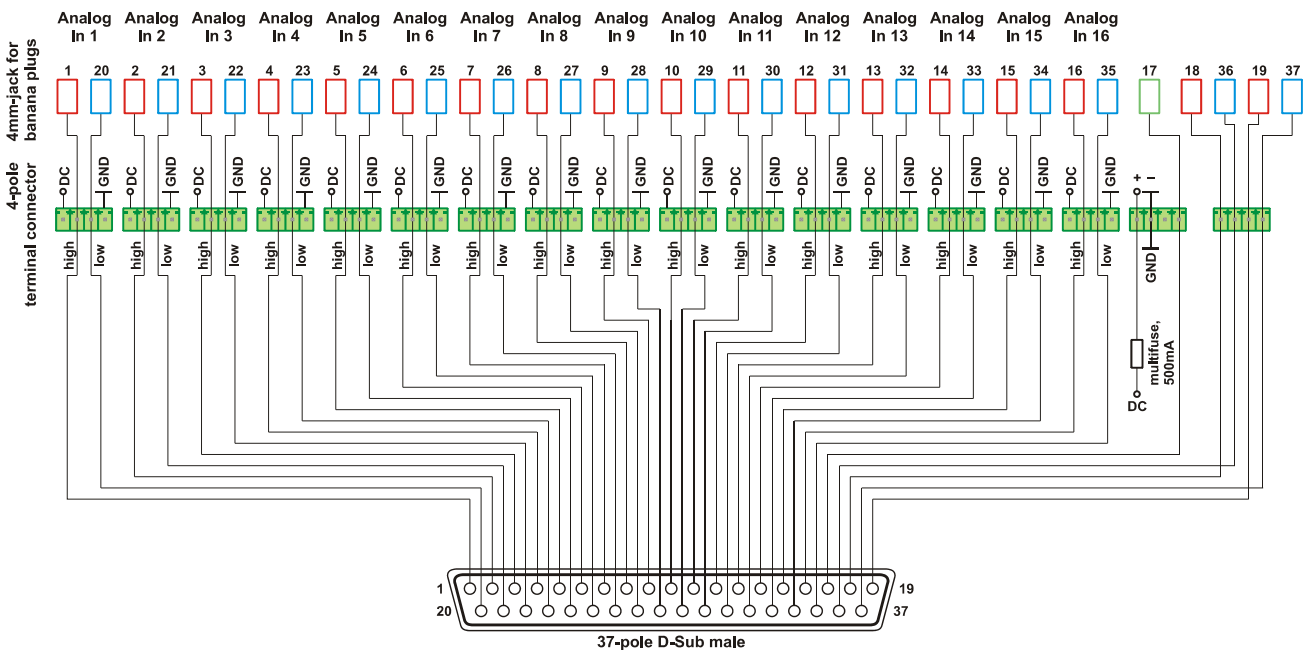 Analog In 1
Analog In 2
Analog In 3
Analog In 4
Analog In 5
Analog In 6
Analog In 7
Analog In 8
Analog In 9
Analog In 10
Analog In 11
Analog In 12
Analog In 13
Analog In 14
Analog In 15
Analog In 16
4mm-jack for
banana plugs
1 20 2 21 3 22 4 23 5 24 6 25 7 26 8 27 9 28 10 29 11 30 12 31 13 32 14 33 15 34 16 35 17 18 36 19 37
4-pole
terminal connector
DC GND DC GND DC GND DC GND DC GND DC GND DC GND DC GND DC GND DC GND DC GND DC GND DC GND DC GND DC GND DC GND + –
high low high low high low high low high low high low high low high low high low high low high low high low high low high low high low high low GND
multifuse,
500mA
DC
1 19
20 37
37-pole D-Sub male